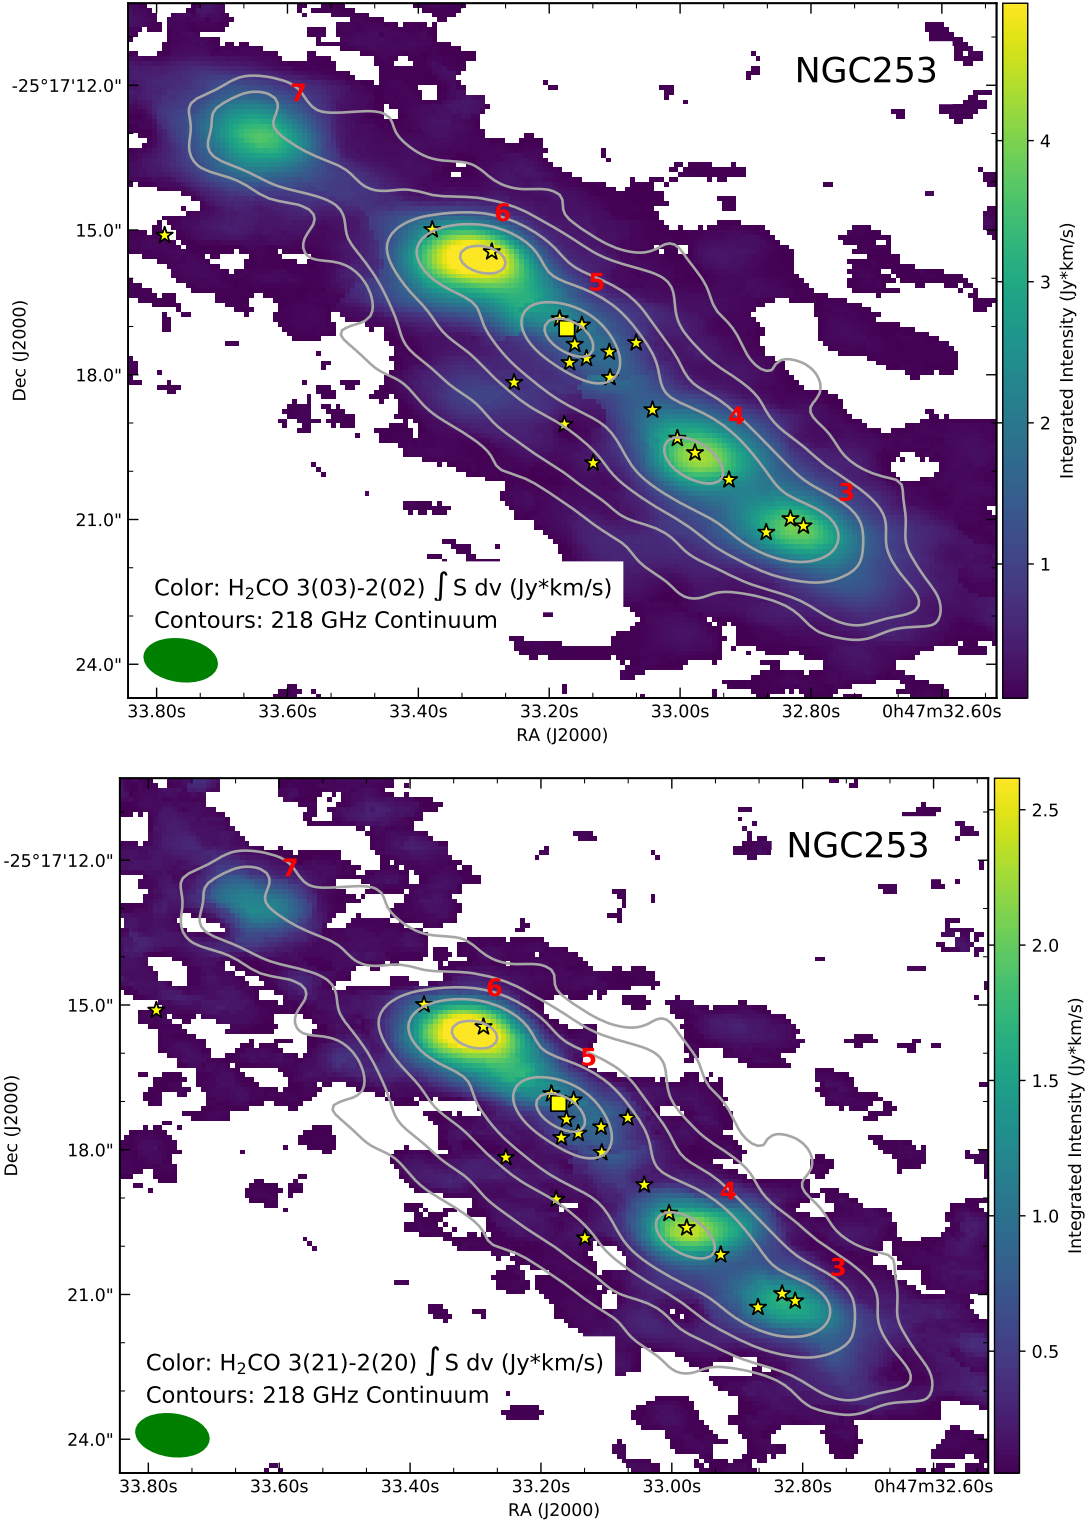 NGC253
-25°17'12.0"
15.0"
18.0"
21.0"
24.0"
Dec (J2000)
7
6
5
4
3
Color: H₂CO 3(03)-2(02) ∫ S dv (Jy*km/s)
Contours: 218 GHz Continuum
33.80s 33.60s 33.40s 33.20s 33.00s 32.80s 0h47m32.60s
RA (J2000)
4
3
2
1
Integrated Intensity (Jy*km/s)
NGC253
-25°17'12.0"
15.0"
18.0"
21.0"
24.0"
Dec (J2000)
7
6
5
4
3
Color: H₂CO 3(21)-2(20) ∫ S dv (Jy*km/s)
Contours: 218 GHz Continuum
33.80s 33.60s 33.40s 33.20s 33.00s 32.80s 0h47m32.60s
RA (J2000)
2.5
2.0
1.5
1.0
0.5
Integrated Intensity (Jy*km/s)